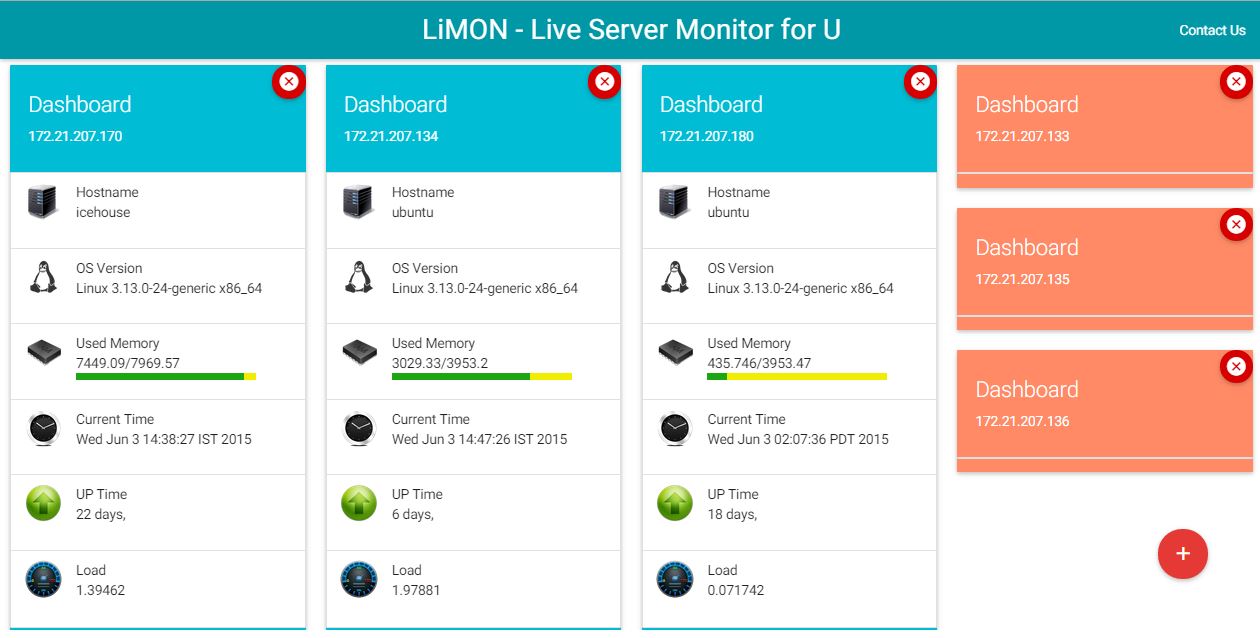 LiMON - Live Server Monitor for U
Contact Us
Dashboard
172.21.207.170
Hostname
icehouse
OS Version
Linux 3.13.0-24-generic x86_64
Used Memory
7449.09/7969.57
Current Time
Wed Jun 3 14:38:27 IST 2015
UP Time
22 days,
Load
1.39462
Dashboard
172.21.207.134
Hostname
ubuntu
OS Version
Linux 3.13.0-24-generic x86_64
Used Memory
3029.33/3953.2
Current Time
Wed Jun 3 14:47:26 IST 2015
UP Time
6 days,
Load
1.97881
Dashboard
172.21.207.180
Hostname
ubuntu
OS Version
Linux 3.13.0-24-generic x86_64
Used Memory
435.746/3953.47
Current Time
Wed Jun 3 02:07:36 PDT 2015
UP Time
18 days,
Load
0.071742
Dashboard
172.21.207.133
Dashboard
172.21.207.135
Dashboard
172.21.207.136
+